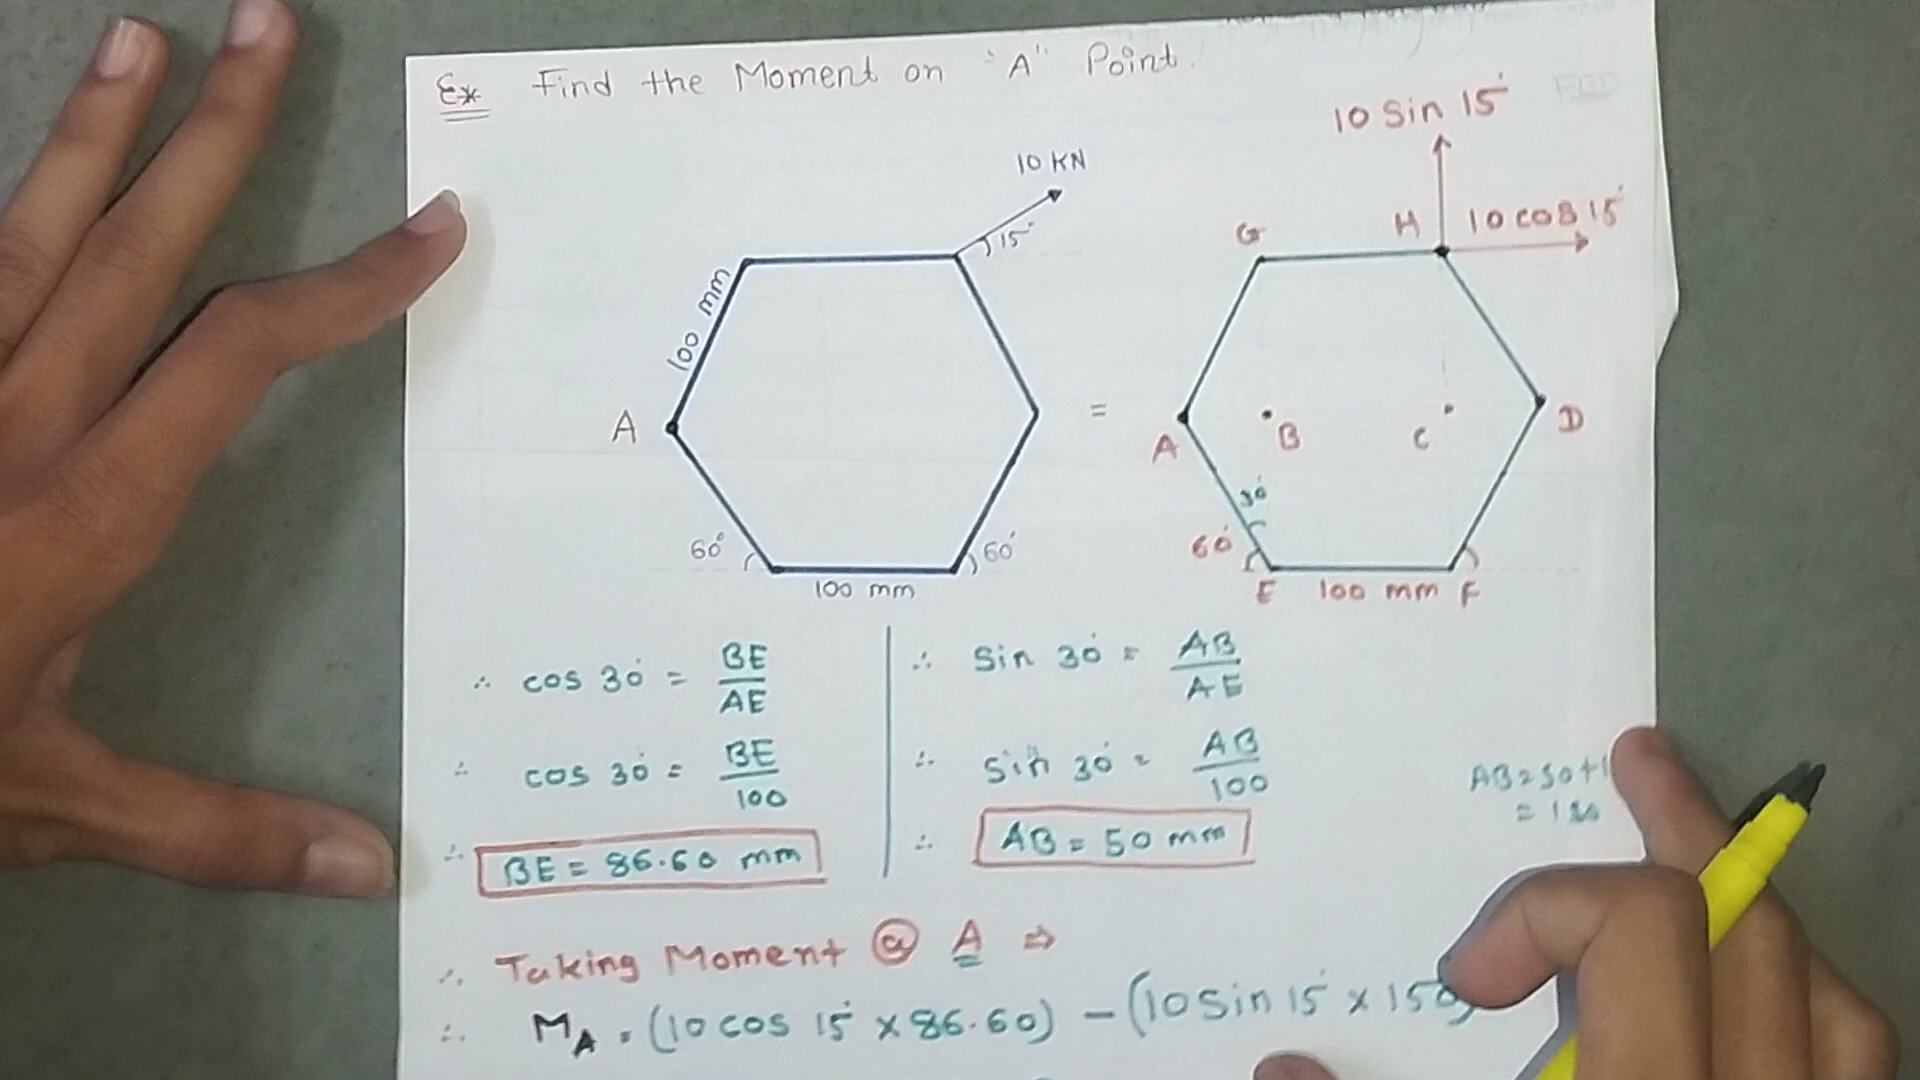 Ex Find the Moment on "A" Point.
10 KN
15°
100 mm
A
60°
60°
100 mm
=
10 Sin 15°
H
10 cos 15°
G
A
B
C
D
30°
60°
E
100 mm
F
∴ cos 30° = BE/AE
∴ cos 30° = BE/100
∴ BE = 86.60 mm
∴ Sin 30° = AB/AE
∴ Sin 30° = AB/100
∴ AB = 50 mm
∴ Taking Moment @ A ⇒
∴ MA = (10 cos 15° × 86.60) - (10 Sin 15° × 150)